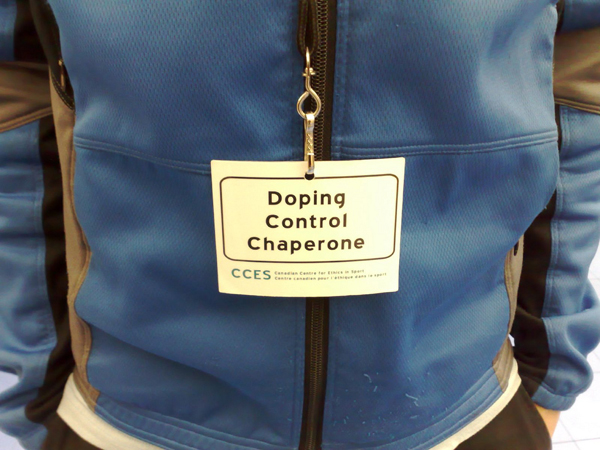 Doping
Control
Chaperone
CCES Canadian Centre for Ethics in Sport
Centre canadien pour l'éthique dans le sport